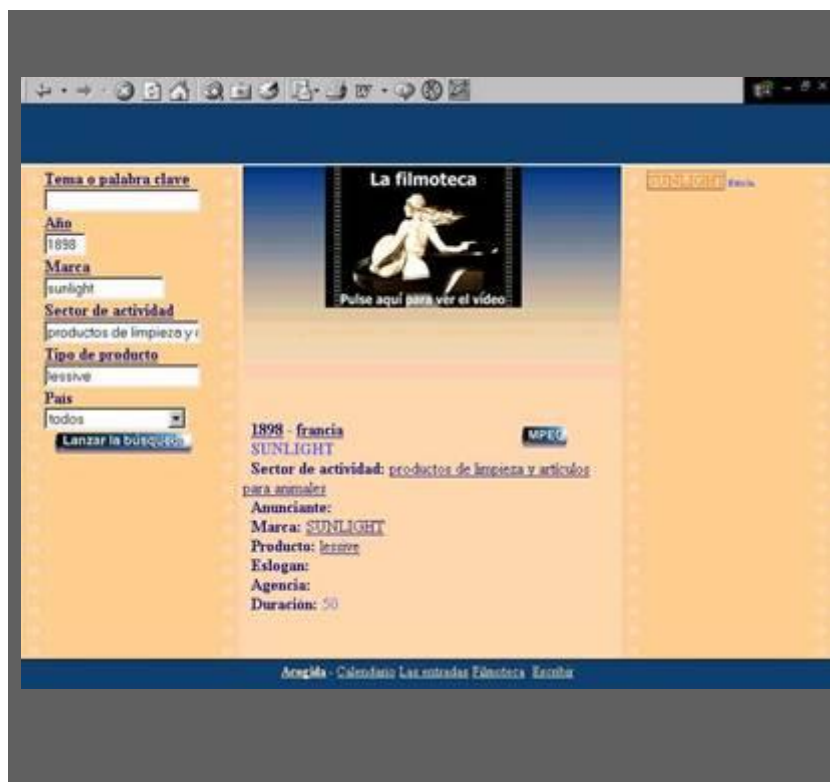 Tema o palabra clave
Año
1898
Marca
sunlight
Sector de actividad
productos de limpieza y
Tipo de producto
lessive
Pais
todos
Lanzar la búsqueda
La filmoteca
Pulse aquí para ver el vídeo
1898 - francia
MPEG
SUNLIGHT
Sector de actividad: productos de limpieza y artículos
para animales
Anunciante:
Marca: SUNLIGHT
Producto: lessive
Eslogan:
Agencia:
Duración: 50
SUNLIGHT
Acogida - Calendario Las entradas Filmoteca Escribir